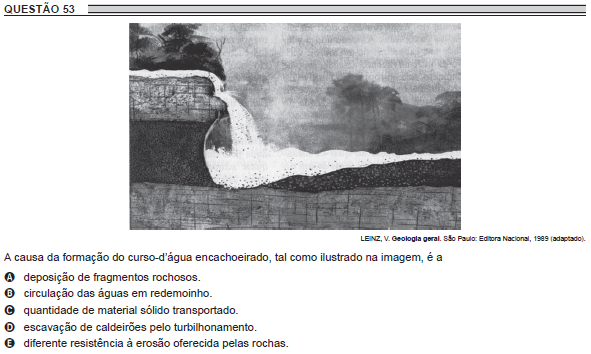 QUESTÃO 53
LEINZ, V. Geologia geral. São Paulo: Editora Nacional, 1989 (adaptado).
A causa da formação do curso-d'água encachoeirado, tal como ilustrado na imagem, é a
A deposição de fragmentos rochosos.
B circulação das águas em redemoinho.
C quantidade de material sólido transportado.
D escavação de caldeirões pelo turbilhonamento.
E diferente resistência à erosão oferecida pelas rochas.